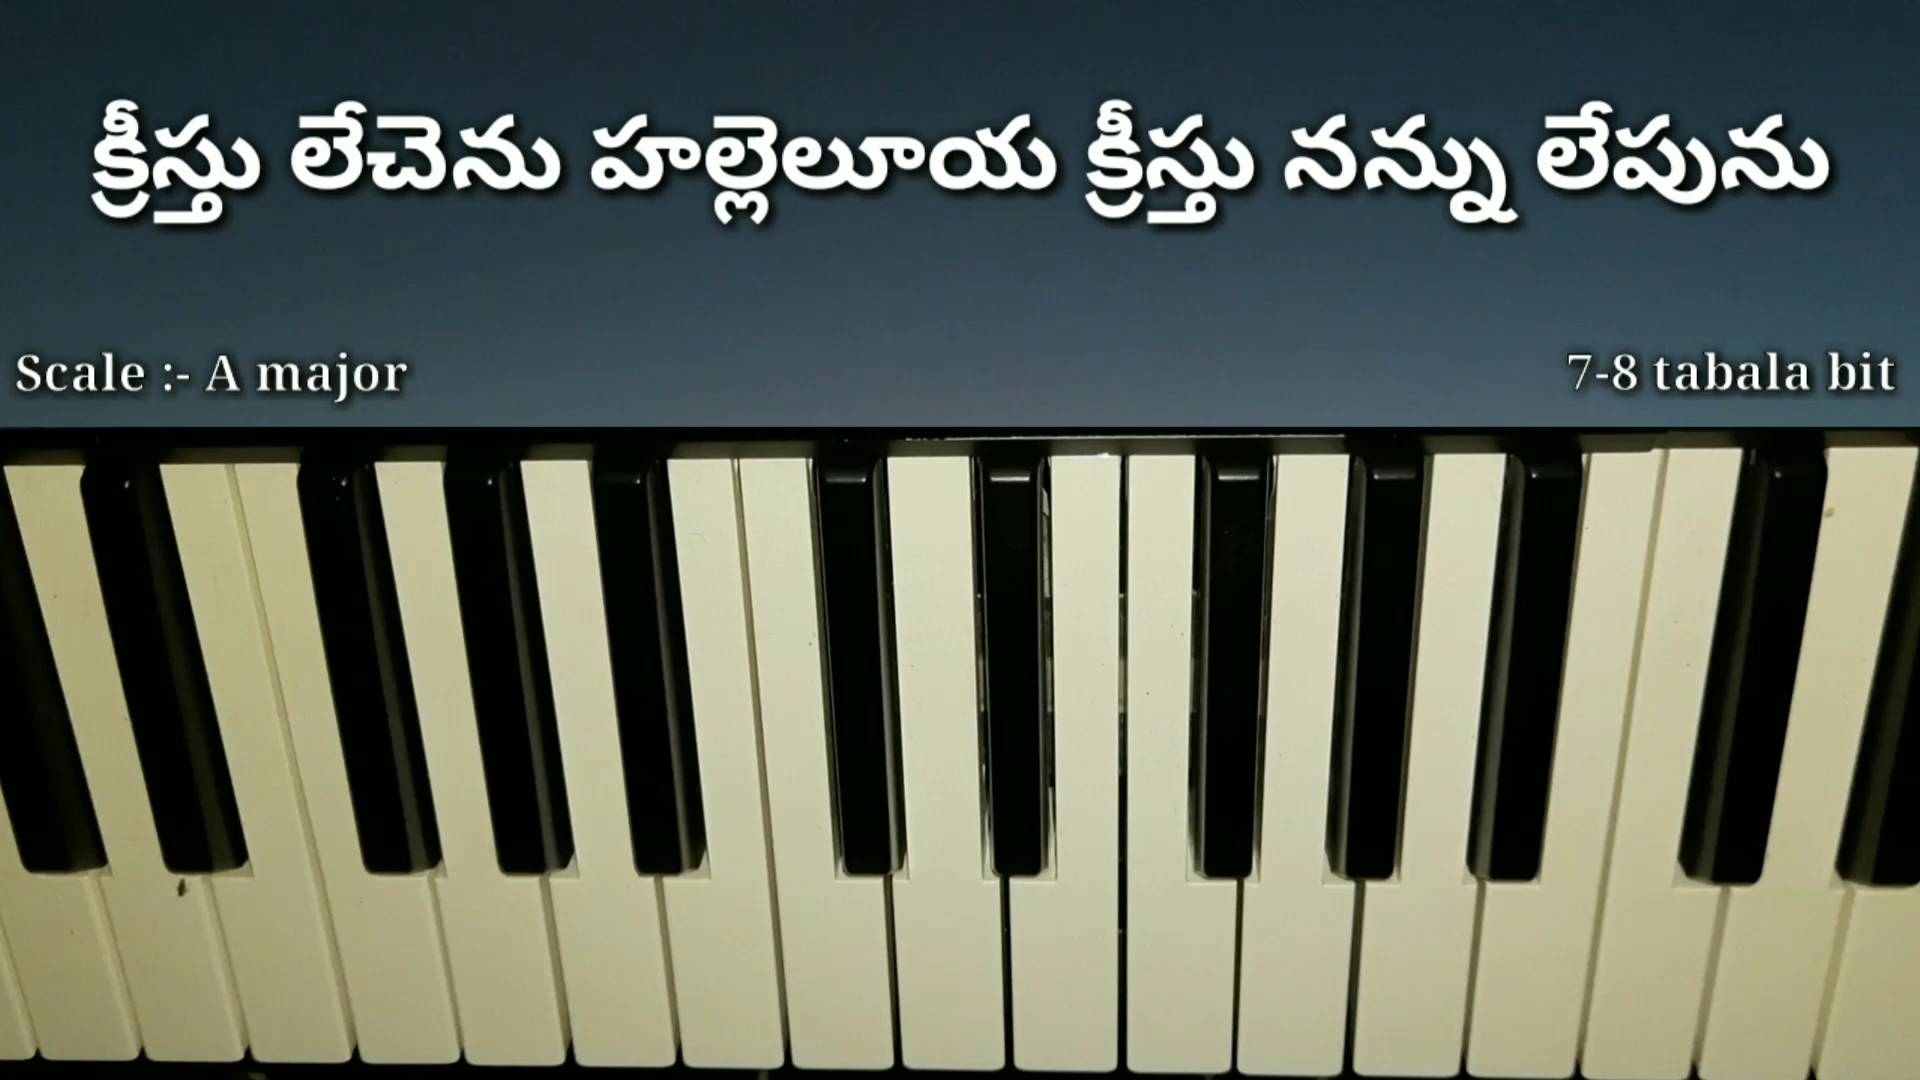 క్రీస్తు లేచెను హల్లెలూయ క్రీస్తు నన్ను లేపును
Scale :- A major
7-8 tabala bit